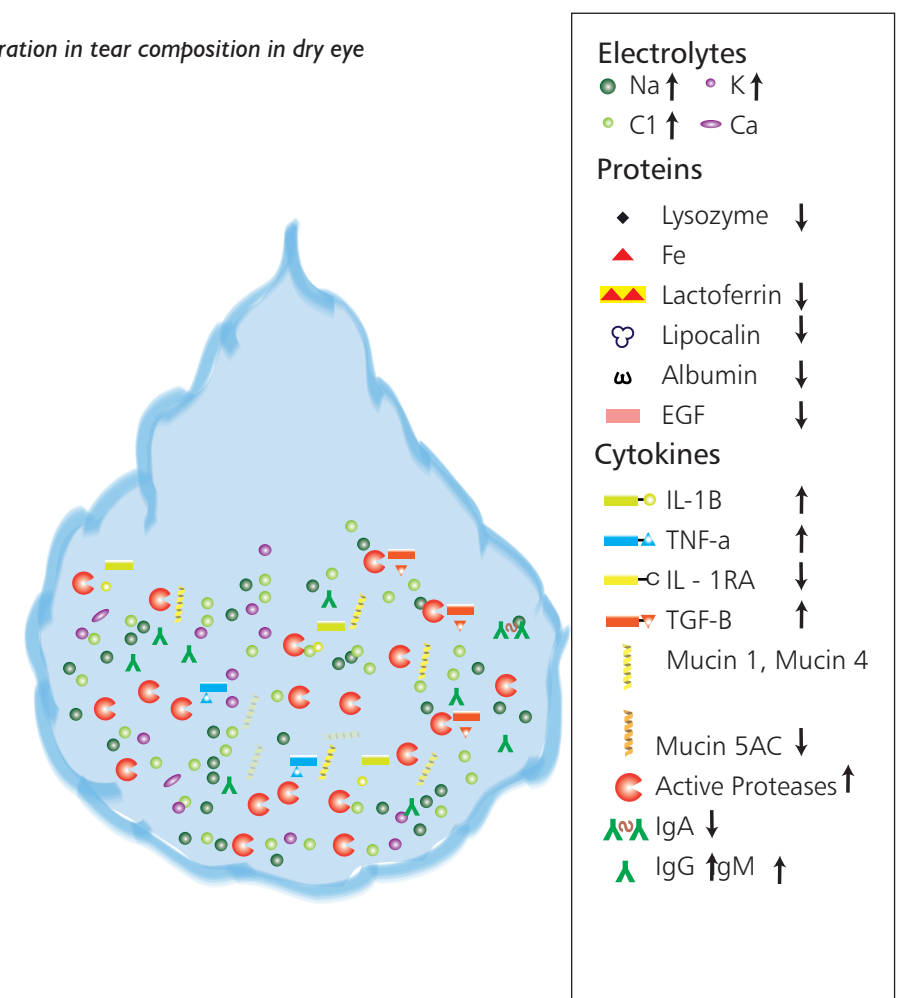 ration in tear composition in dry eye
Electrolytes
Na ↑ K ↑
C1 ↑ Ca
Proteins
Lysozyme ↓
Fe
Lactoferrin ↓
Lipocalin ↓
Albumin ↓
EGF ↓
Cytokines
IL-1B ↑
TNF-a ↑
IL - 1RA ↓
TGF-B ↑
Mucin 1, Mucin 4
Mucin 5AC ↓
Active Proteases ↑
IgA ↓
IgG ↑ gM ↑